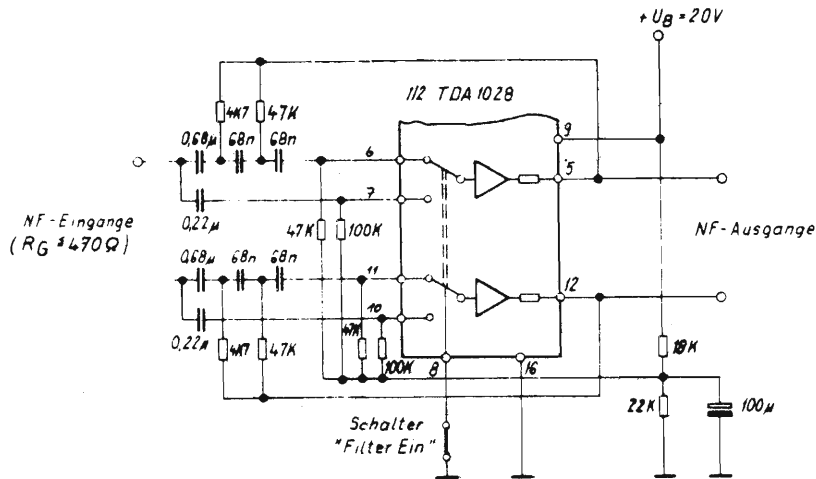 + U_B = 20V
1/2 TDA 1028
4K7
47K
0,68µ
68n
68n
6
9
5
7
0,22µ
NF-Eingänge
(R_G ≤ 470Ω)
47K
100K
NF-Ausgänge
0,68µ
68n
68n
11
12
10
0,22µ
4K7
47K
47K
100K
8
16
18K
22K
100µ
Schalter
"Filter Ein"